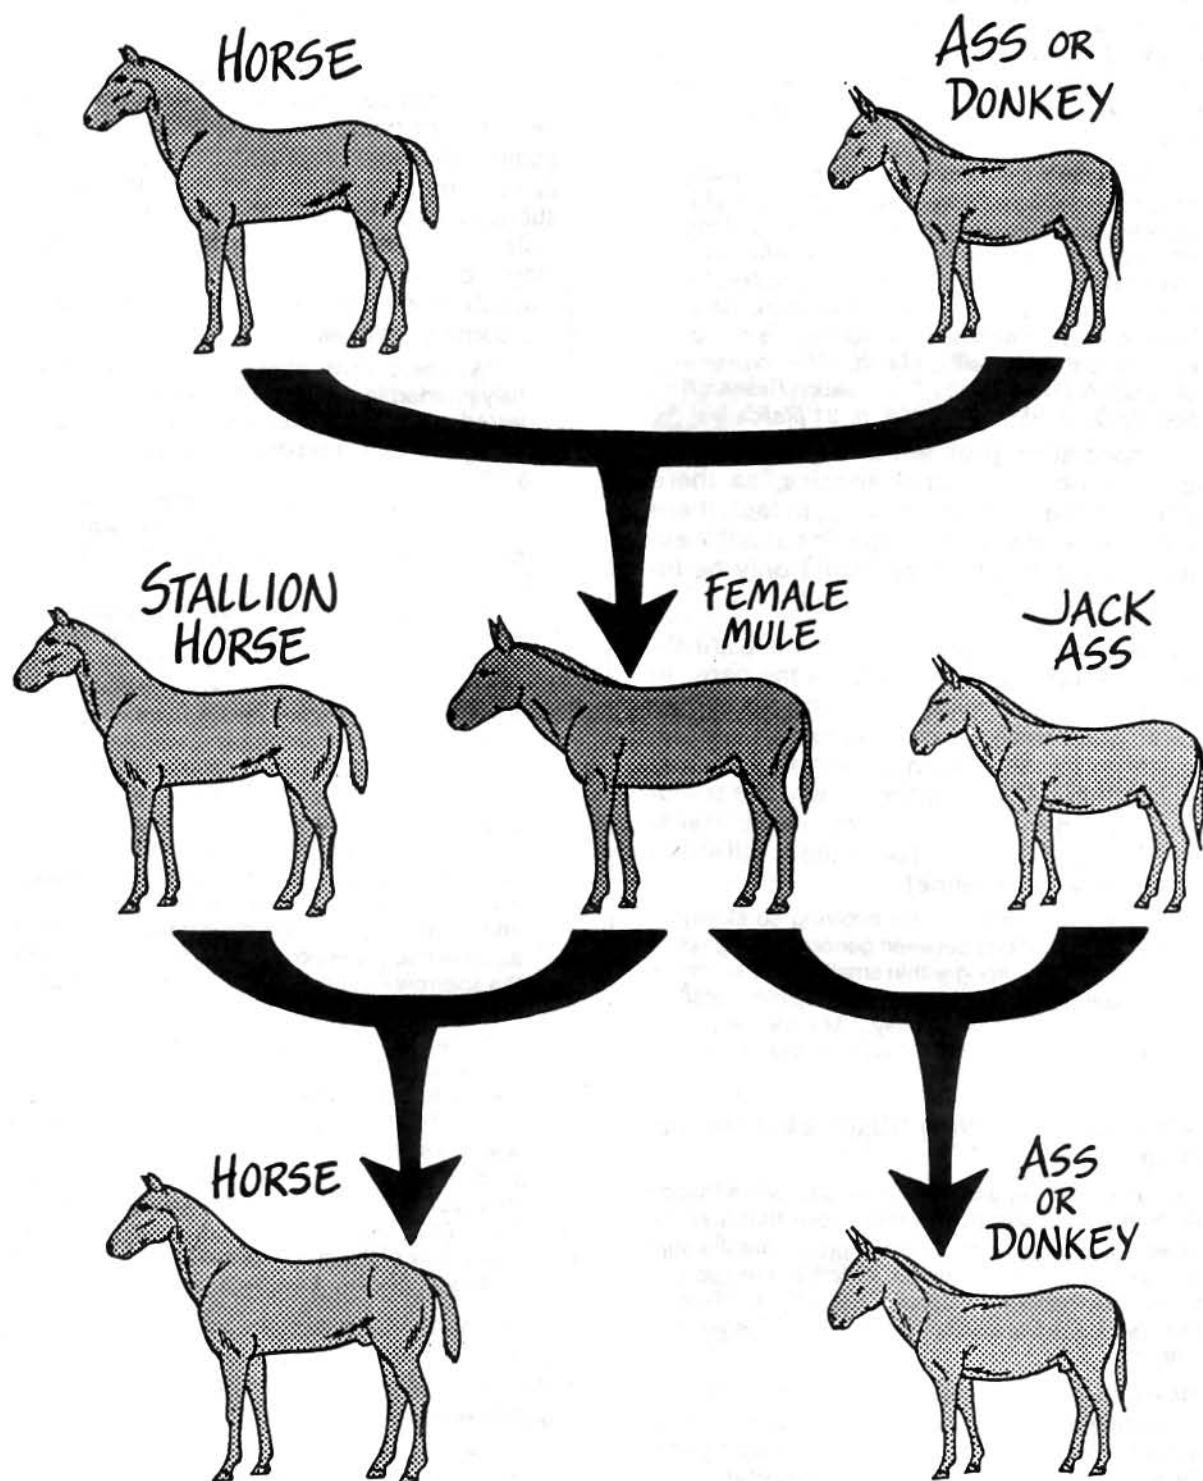 HORSE
ASS OR
DONKEY
STALLION
HORSE
FEMALE
MULE
JACK
ASS
HORSE
ASS
OR
DONKEY